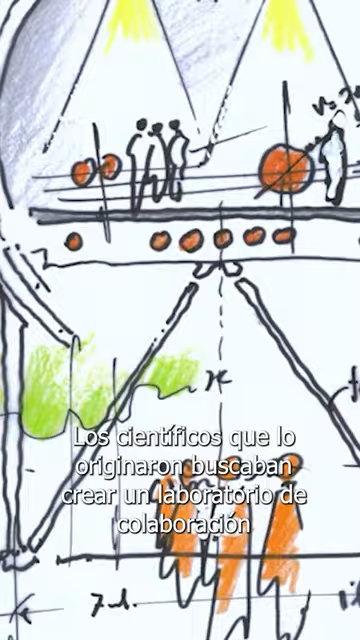 Los científicos que lo
originaron buscaban
crear un laboratorio de
colaboración